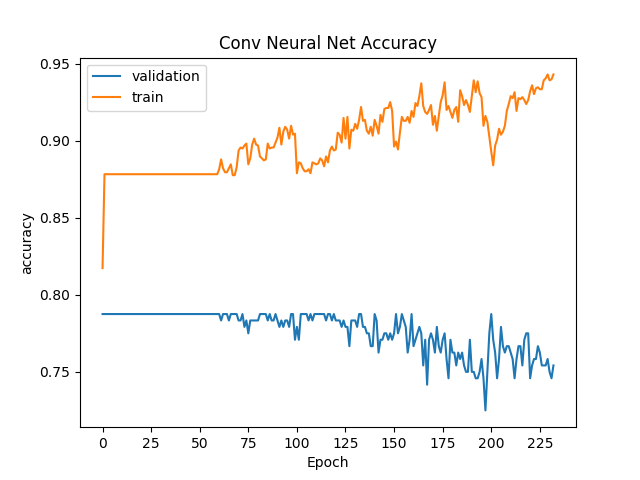 Conv Neural Net Accuracy
validation
train
0.95
0.90
0.85
0.80
0.75
accuracy
0 25 50 75 100 125 150 175 200 225
Epoch